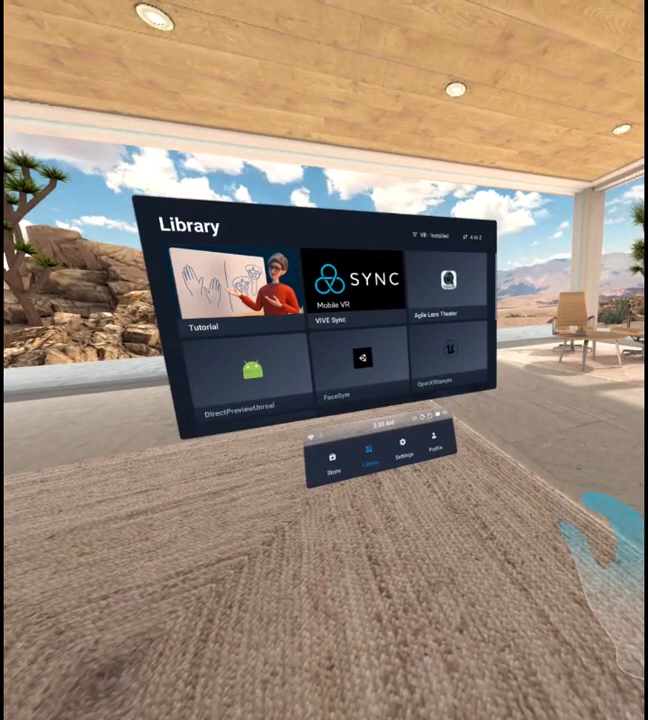 Library
VR - Installed
A to Z
SYNC
Mobile VR
Tutorial
VIVE Sync
Agile Lens Theater
DirectPreviewUnreal
FaceGym
OpenXRSample
Store
Library
Settings
Profile